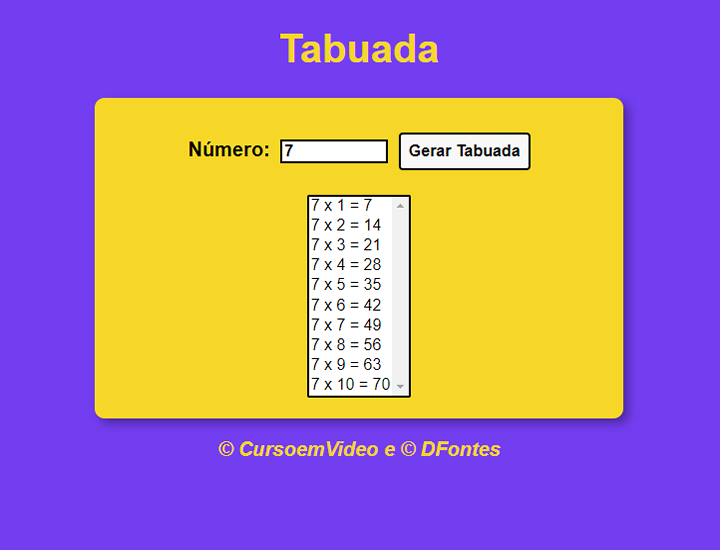 Tabuada
Número: 7 Gerar Tabuada
7 x 1 = 7
7 x 2 = 14
7 x 3 = 21
7 x 4 = 28
7 x 5 = 35
7 x 6 = 42
7 x 7 = 49
7 x 8 = 56
7 x 9 = 63
7 x 10 = 70
© CursoemVideo e © DFontes